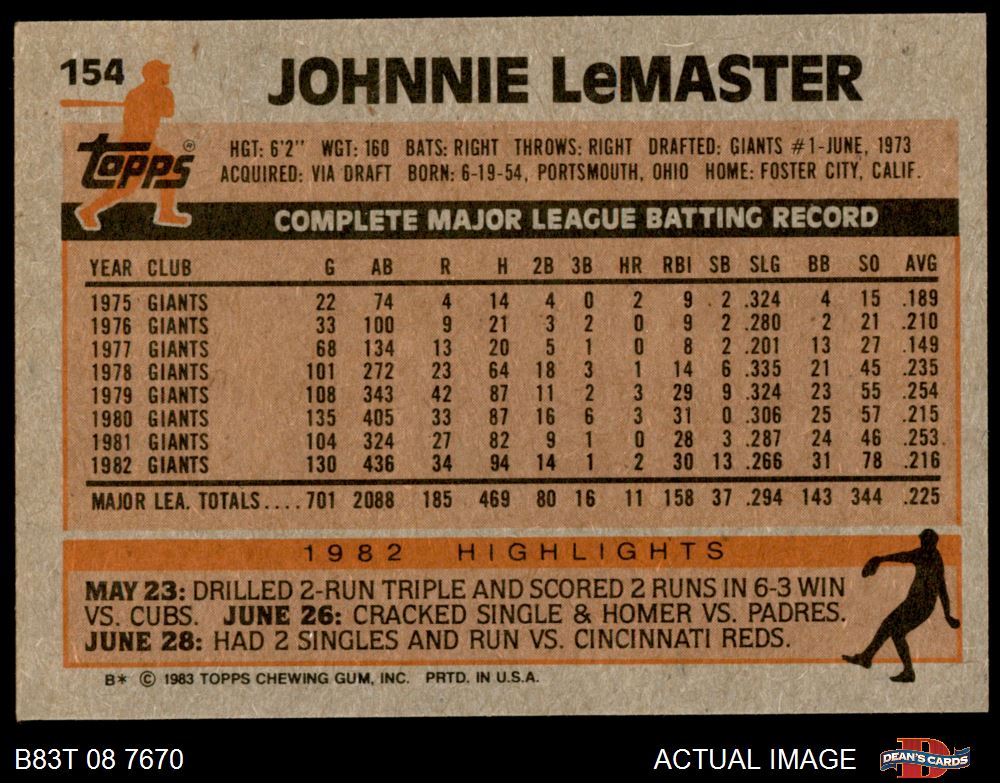 154
JOHNNIE LeMASTER
Topps®
HGT: 6'2" WGT: 160 BATS: RIGHT THROWS: RIGHT DRAFTED: GIANTS #1-JUNE, 1973
ACQUIRED: VIA DRAFT BORN: 6-19-54, PORTSMOUTH, OHIO HOME: FOSTER CITY, CALIF.
COMPLETE MAJOR LEAGUE BATTING RECORD
YEAR CLUB G AB R H 2B 3B HR RBI SB SLG BB SO AVG
1975 GIANTS 22 74 4 14 4 0 2 9 2 .324 4 15 .189
1976 GIANTS 33 100 9 21 3 2 0 9 2 .280 2 21 .210
1977 GIANTS 68 134 13 20 5 1 0 8 2 .201 13 27 .149
1978 GIANTS 101 272 23 64 18 3 1 14 6 .335 21 45 .235
1979 GIANTS 108 343 42 87 11 2 3 29 9 .324 23 55 .254
1980 GIANTS 135 405 33 87 16 6 3 31 0 .306 25 57 .215
1981 GIANTS 104 324 27 82 9 1 0 28 3 .287 24 46 .253
1982 GIANTS 130 436 34 94 14 1 2 30 13 .266 31 78 .216
MAJOR LEA. TOTALS.... 701 2088 185 469 80 16 11 158 37 .294 143 344 .225
1982 HIGHLIGHTS
MAY 23: DRILLED 2-RUN TRIPLE AND SCORED 2 RUNS IN 6-3 WIN
VS. CUBS. JUNE 26: CRACKED SINGLE & HOMER VS. PADRES.
JUNE 28: HAD 2 SINGLES AND RUN VS. CINCINNATI REDS.
B* © 1983 TOPPS CHEWING GUM, INC. PRTD. IN U.S.A.
B83T 08 7670 ACTUAL IMAGE DEAN'S CARDS